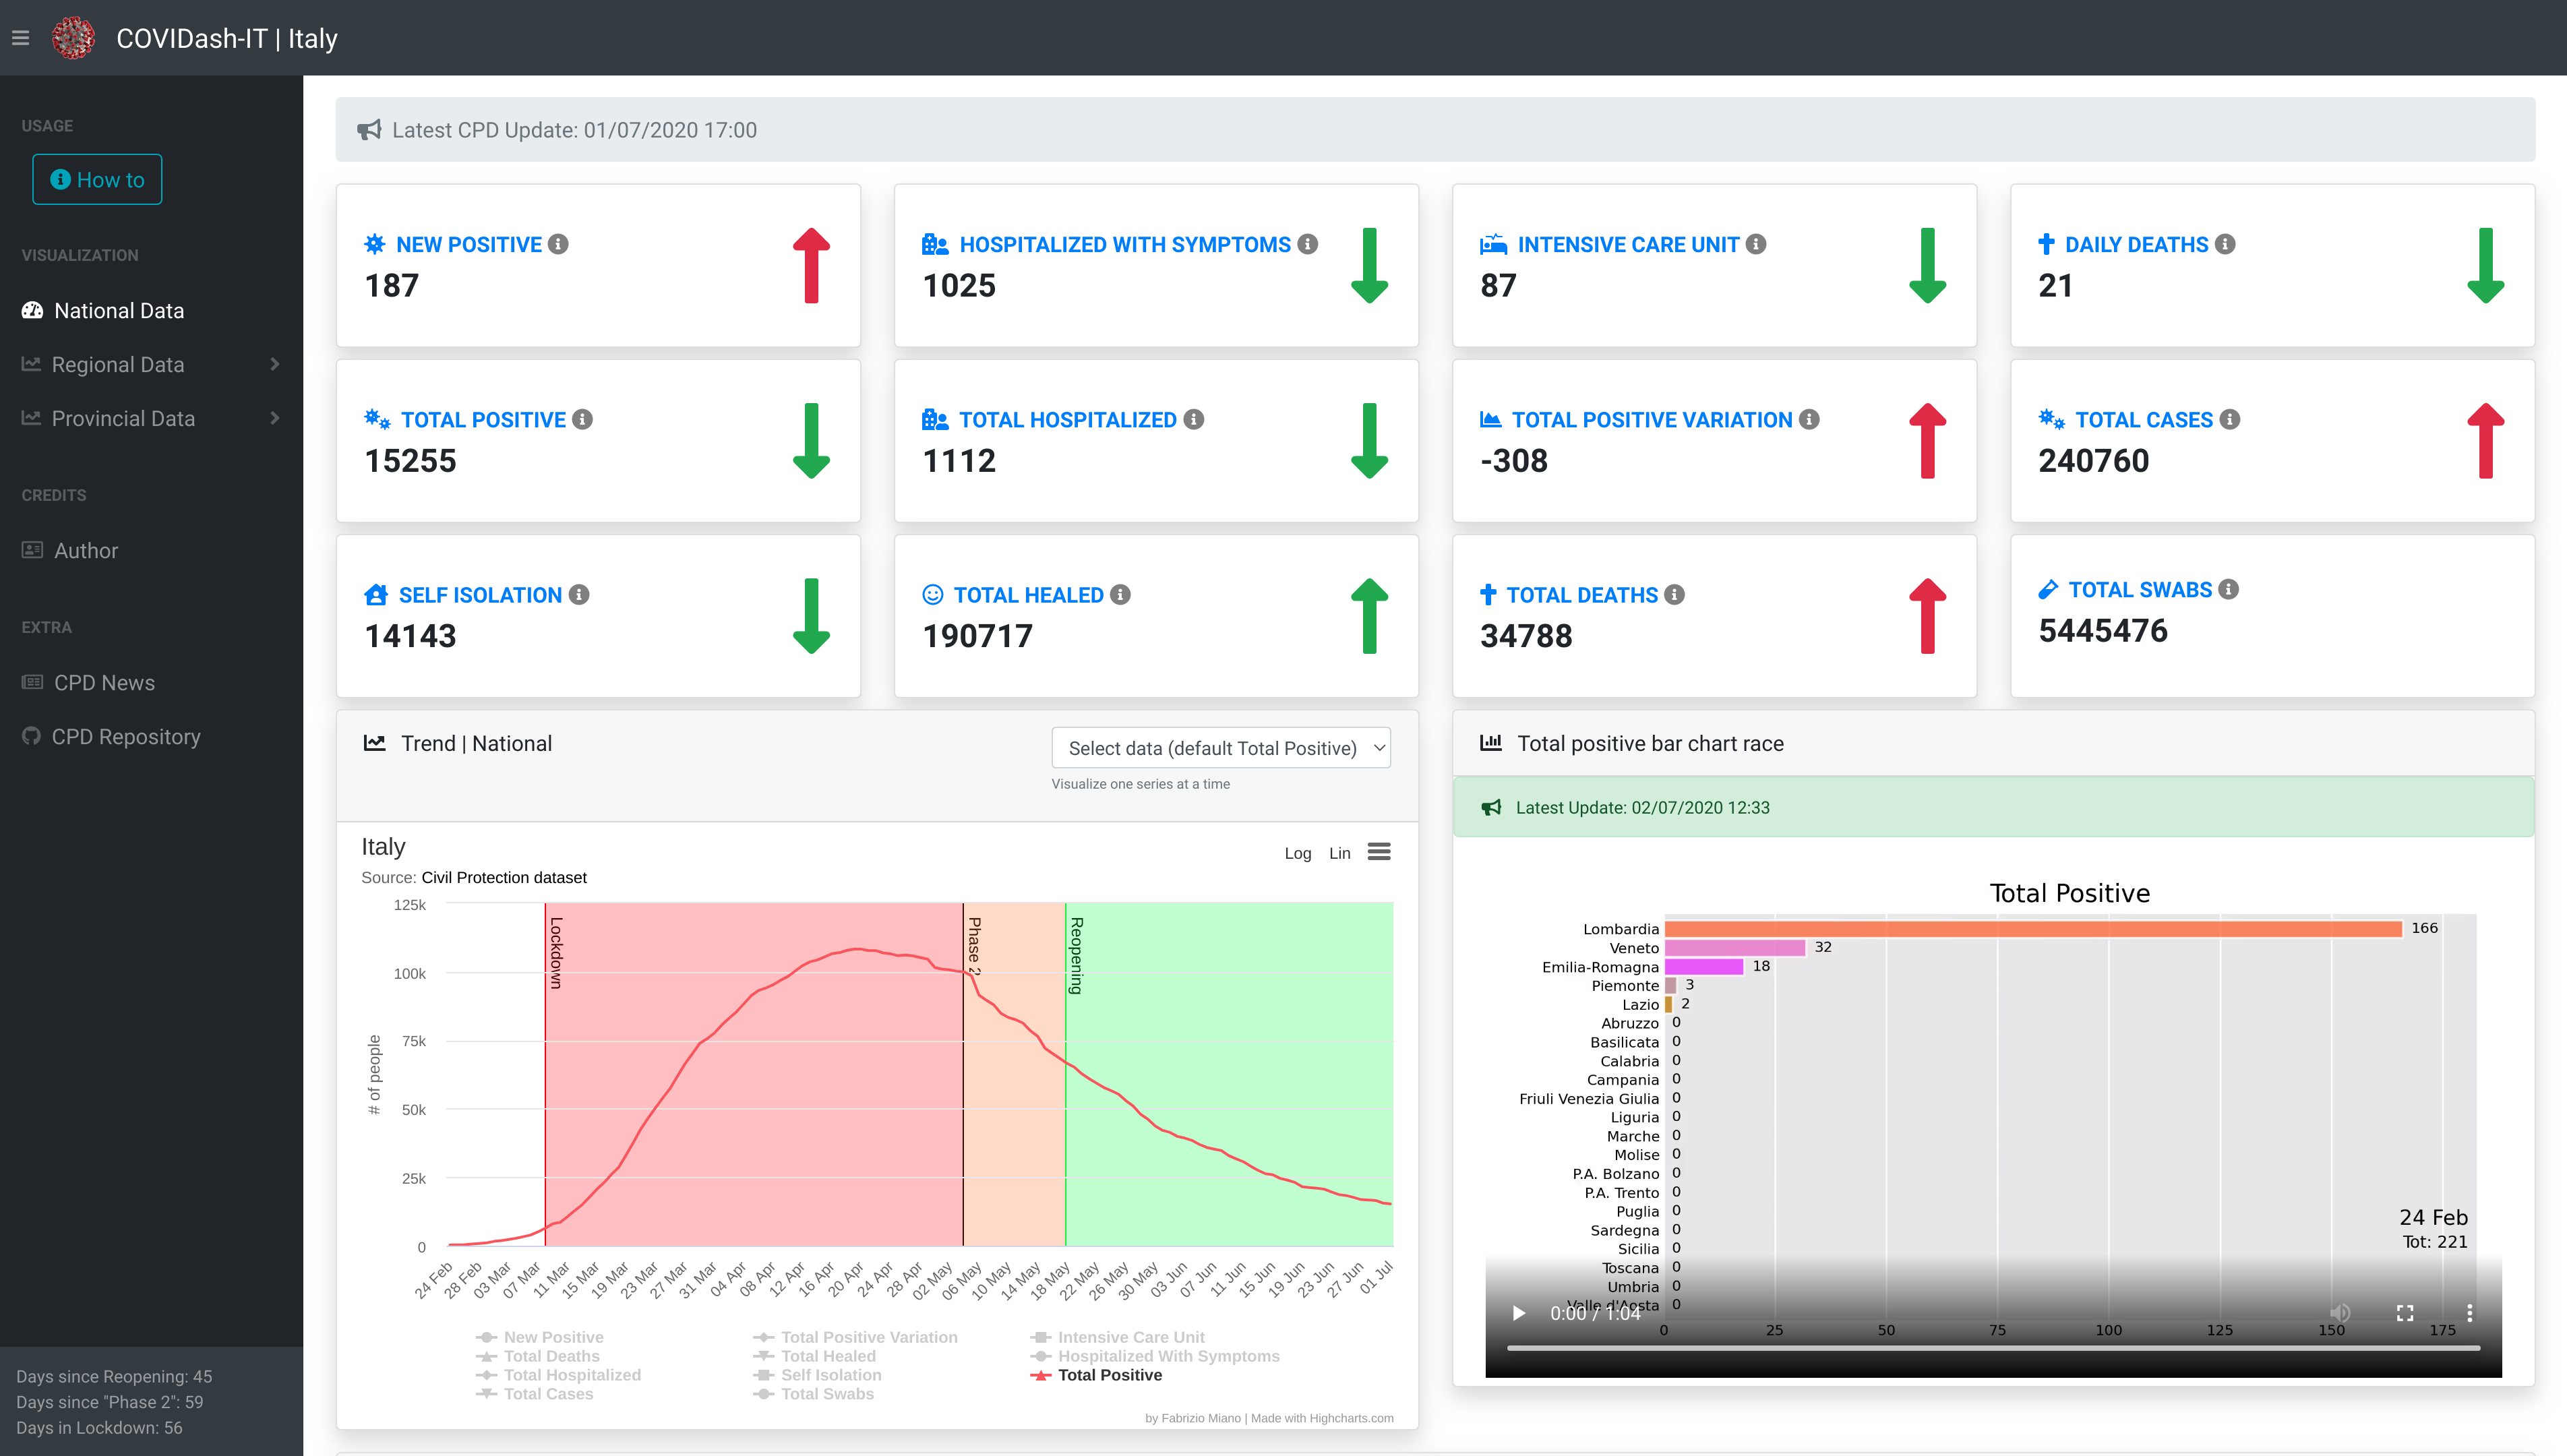 COVIDash-IT | Italy
USAGE
How to
VISUALIZATION
National Data
Regional Data
Provincial Data
CREDITS
Author
EXTRA
CPD News
CPD Repository
Days since Reopening: 45
Days since "Phase 2": 59
Days in Lockdown: 56
Latest CPD Update: 01/07/2020 17:00
NEW POSITIVE
187
HOSPITALIZED WITH SYMPTOMS
1025
INTENSIVE CARE UNIT
87
DAILY DEATHS
21
TOTAL POSITIVE
15255
TOTAL HOSPITALIZED
1112
TOTAL POSITIVE VARIATION
-308
TOTAL CASES
240760
SELF ISOLATION
14143
TOTAL HEALED
190717
TOTAL DEATHS
34788
TOTAL SWABS
5445476
Trend | National
Select data (default Total Positive)
Visualize one series at a time
Italy
Source: Civil Protection dataset
Log Lin
# of people
125k
100k
75k
50k
25k
0
Lockdown
Phase 2
Reopening
24 Feb 28 Feb 03 Mar 07 Mar 11 Mar 15 Mar 19 Mar 23 Mar 27 Mar 31 Mar 04 Apr 08 Apr 12 Apr 16 Apr 20 Apr 24 Apr 28 Apr 02 May 06 May 10 May 14 May 18 May 22 May 26 May 30 May 03 Jun 07 Jun 11 Jun 15 Jun 19 Jun 23 Jun 27 Jun 01 Jul
New Positive Total Positive Variation Intensive Care Unit
Total Deaths Total Healed Hospitalized With Symptoms
Total Hospitalized Self Isolation Total Positive
Total Cases Total Swabs
by Fabrizio Miano | Made with Highcharts.com
Total positive bar chart race
Latest Update: 02/07/2020 12:33
Total Positive
Lombardia 166
Veneto 32
Emilia-Romagna 18
Piemonte 3
Lazio 2
Abruzzo 0
Basilicata 0
Calabria 0
Campania 0
Friuli Venezia Giulia 0
Liguria 0
Marche 0
Molise 0
P.A. Bolzano 0
P.A. Trento 0
Puglia 0
Sardegna 0
Sicilia 0
Toscana 0
Umbria 0
Valle d'Aosta 0
24 Feb
Tot: 221
0:00 / 1:04
0 25 50 75 100 125 150 175